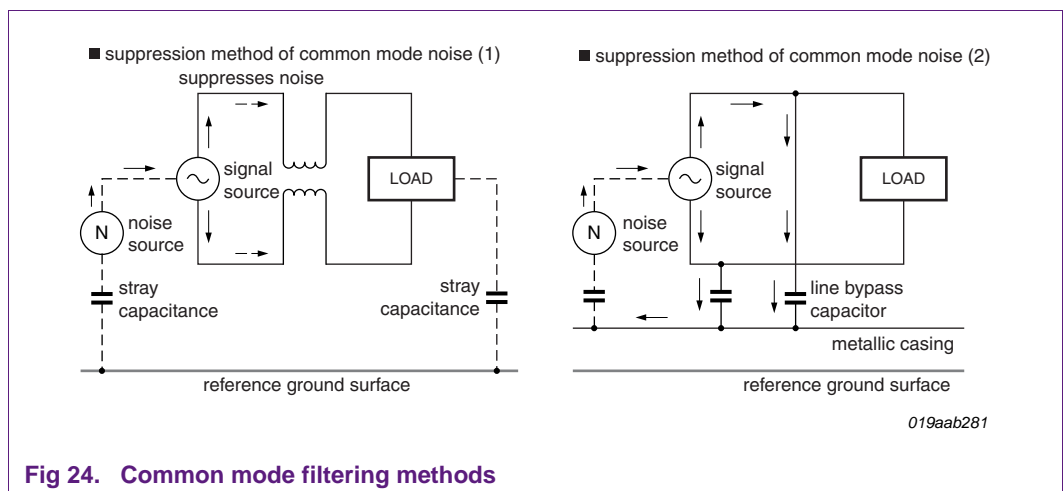 ■ suppression method of common mode noise (1)
suppresses noise
signal
source
LOAD
N
noise
source
stray
capacitance
stray
capacitance
reference ground surface
■ suppression method of common mode noise (2)
signal
source
LOAD
N
noise
source
line bypass
capacitor
metallic casing
reference ground surface
019aab281
Fig 24. Common mode filtering methods